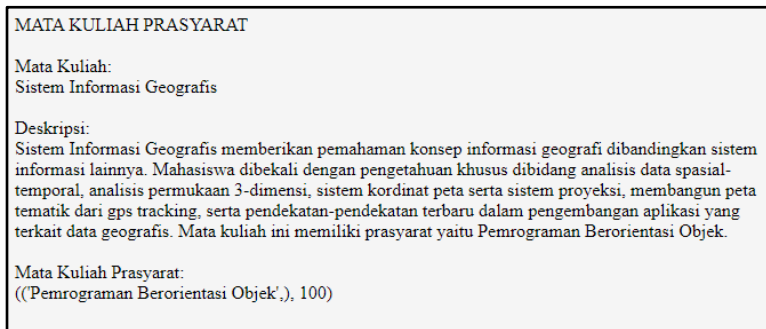 MATA KULIAH PRASYARAT
Mata Kuliah:
Sistem Informasi Geografis
Deskripsi:
Sistem Informasi Geografis memberikan pemahaman konsep informasi geografi dibandingkan sistem
informasi lainnya. Mahasiswa dibekali dengan pengetahuan khusus dibidang analisis data spasial-
temporal, analisis permukaan 3-dimensi, sistem kordinat peta serta sistem proyeksi, membangun peta
tematik dari gps tracking, serta pendekatan-pendekatan terbaru dalam pengembangan aplikasi yang
terkait data geografis. Mata kuliah ini memiliki prasyarat yaitu Pemrograman Berorientasi Objek.
Mata Kuliah Prasyarat:
(('Pemrograman Berorientasi Objek',), 100)